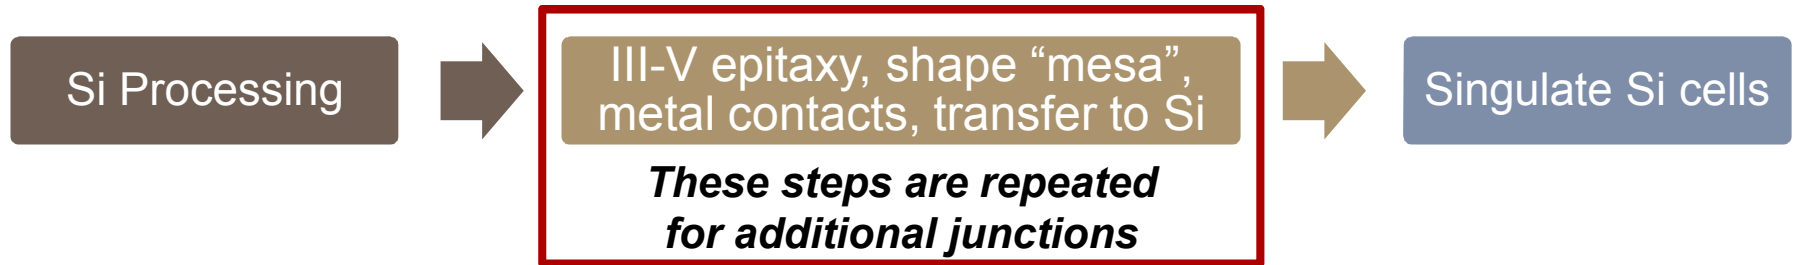 Si Processing
III-V epitaxy, shape “mesa”,
metal contacts, transfer to Si
These steps are repeated
for additional junctions
Singulate Si cells